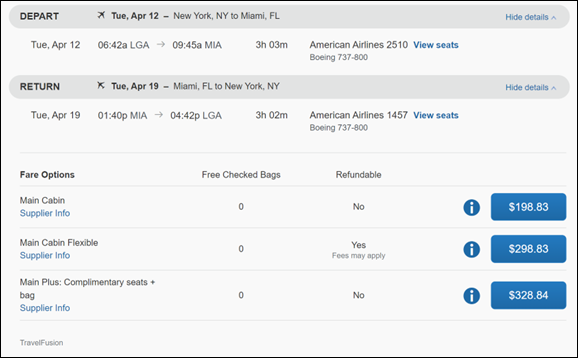 DEPART Tue, Apr 12 – New York, NY to Miami, FL Hide details
Tue, Apr 12 06:42a LGA → 09:45a MIA 3h 03m American Airlines 2510 View seats
Boeing 737-800
RETURN Tue, Apr 19 – Miami, FL to New York, NY Hide details
Tue, Apr 19 01:40p MIA → 04:42p LGA 3h 02m American Airlines 1457 View seats
Boeing 737-800
Fare Options Free Checked Bags Refundable
Main Cabin
Supplier Info
0 No $198.83
Main Cabin Flexible
Supplier Info
0 Yes $298.83
Fees may apply
Main Plus: Complimentary seats +
bag
Supplier Info
0 No $328.84
TravelFusion